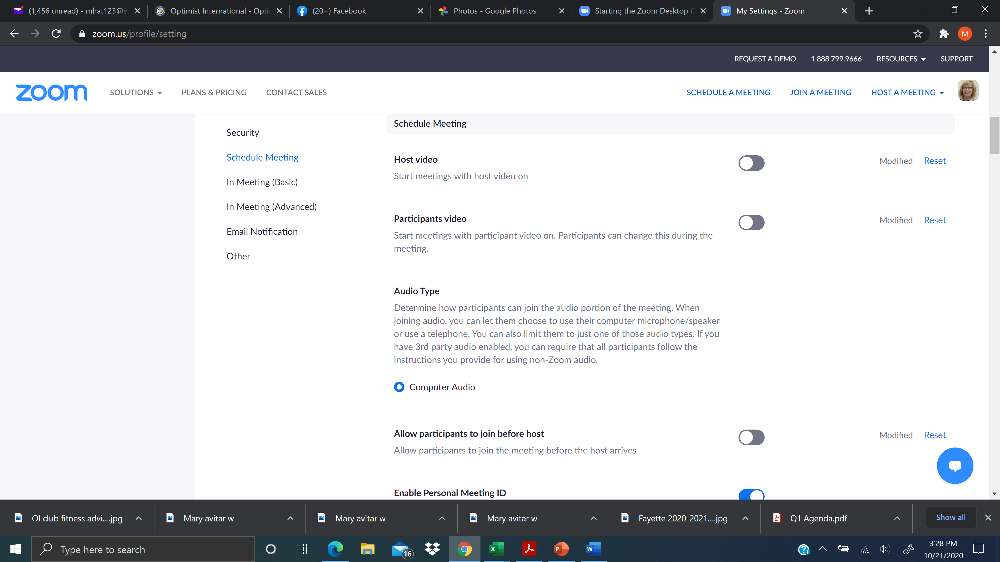 (1,456 unread) - mhat123@y
Optimist International - Opti
(20+) Facebook
Photos - Google Photos
Starting the Zoom Desktop C
My Settings - Zoom
zoom.us/profile/setting
M
REQUEST A DEMO
1.888.799.9666
RESOURCES
SUPPORT
zoom
SOLUTIONS
PLANS & PRICING
CONTACT SALES
SCHEDULE A MEETING
JOIN A MEETING
HOST A MEETING
Security
Schedule Meeting
In Meeting (Basic)
In Meeting (Advanced)
Email Notification
Other
Schedule Meeting
Host video
Modified Reset
Start meetings with host video on
Participants video
Modified Reset
Start meetings with participant video on. Participants can change this during the
meeting.
Audio Type
Determine how participants can join the audio portion of the meeting. When
joining audio, you can let them choose to use their computer microphone/speaker
or use a telephone. You can also limit them to just one of those audio types. If you
have 3rd party audio enabled, you can require that all participants follow the
instructions you provide for using non-Zoom audio.
Computer Audio
Allow participants to join before host
Modified Reset
Allow participants to join the meeting before the host arrives
Enable Personal Meeting ID
OI club fitness advi....jpg
Mary avitar w
Mary avitar w
Mary avitar w
Fayette 2020-2021....jpg
Q1 Agenda.pdf
Show all
Type here to search
16
X
P
W
3:28 PM
10/21/2020